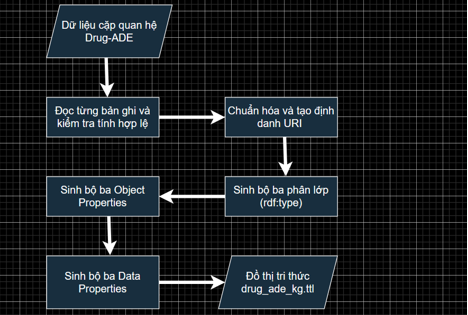 Dữ liệu cặp quan hệ
Drug-ADE
Đọc từng bản ghi và
kiểm tra tính hợp lệ
Chuẩn hóa và tạo định
danh URI
Sinh bộ ba phân lớp
(rdf:type)
Sinh bộ ba Object
Properties
Sinh bộ ba Data
Properties
Đồ thị tri thức
drug_ade_kg.ttl